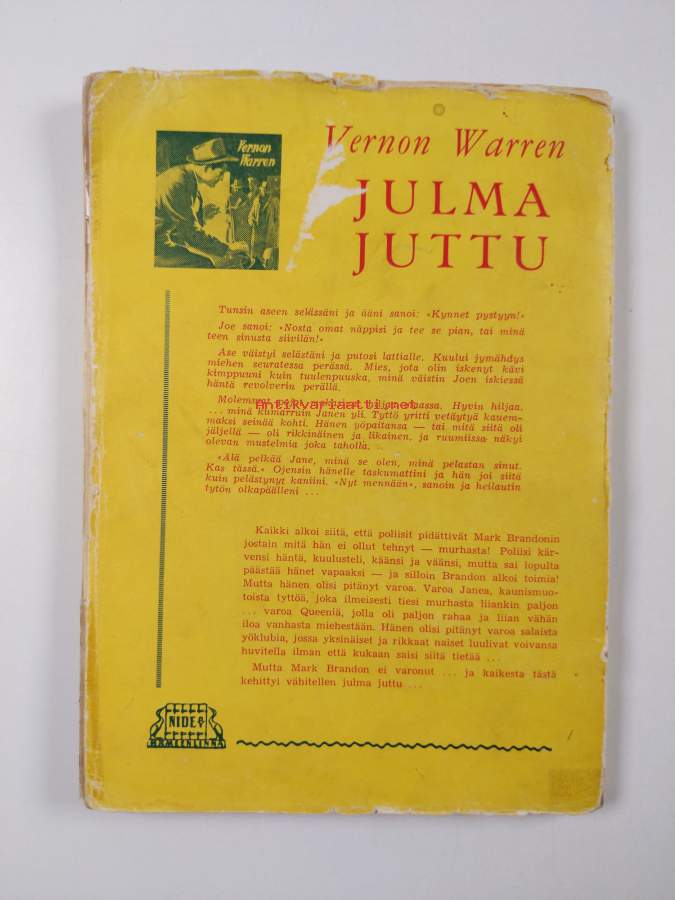 Vernon
Warren
Vernon Warren
JULMA
JUTTU
Tunsin aseen selässäni ja ääni sanoi: »Kynnet pystyyn!»
Joe sanoi: »Nosta omat näppisi ja tee se pian, tai minä
teen sinusta siivilän!»
Ase väistyi selästäni ja putosi lattialle. Kuului jymähdys
miehen seuratessa perässä. Mies, jota olin iskenyt kävi
kimppuuni kuin tuulenpuuska, minä väistin Joen iskiessä
häntä revolverin perällä.
antikvariaatti.net
Hyvin hiljaa.
... minä kumarruin Janen yli. Tyttö yritti vetäytyä kauem-
maksi seinää kohti. Hänen yöpaitansa — tai mitä siitä oli
jäljellä — oli rikkinäinen ja likainen, ja ruumiissa näkyi
olevan mustelmia joka taholla.
»Älä pelkää Jane, minä se olen, minä pelastan sinut.
Kas tässä.» Ojensin hänelle taskumattini ja hän joi siitä
kuin pelästynyt kaniini. »Nyt mennään», sanoin ja heilautin
tytön olkapäälleni ...
Kaikki alkoi siitä, että poliisit pidättivät Mark Brandonin
jostain mitä hän ei ollut tehnyt — murhasta! Poliisi kär-
vensi häntä, kuulusteli, käänsi ja väänsi, mutta sai lopulta
päästää hänet vapaaksi — ja silloin Brandon alkoi toimia!
Mutta hänen olisi pitänyt varoa. Varoa Janea, kaunismuo-
toista tyttöä, joka ilmeisesti tiesi murhasta liiankin paljon
... varoa Queeniä, jolla oli paljon rahaa ja liian vähän
iloa vanhasta miehestään. Hänen olisi pitänyt varoa salaista
yöklubia, jossa yksinäiset ja rikkaat naiset luulivat voivansa
huvitella ilman että kukaan saisi siitä tietää ...
Mutta Mark Brandon ei varonut ... ja kaikesta tästä
kehittyi vähitellen julma juttu ...
NIDE
HÄMEENLINNA